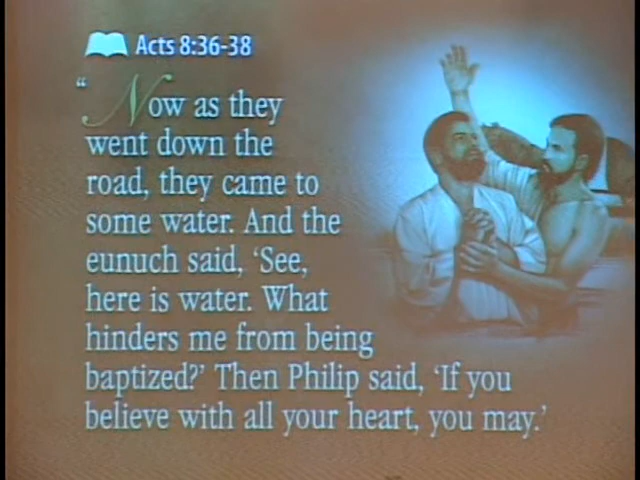 Acts 8:36-38
“Now as they
went down the
road, they came to
some water. And the
eunuch said, ‘See,
here is water. What
hinders me from being
baptized?’ Then Philip said, ‘If you
believe with all your heart, you may.’